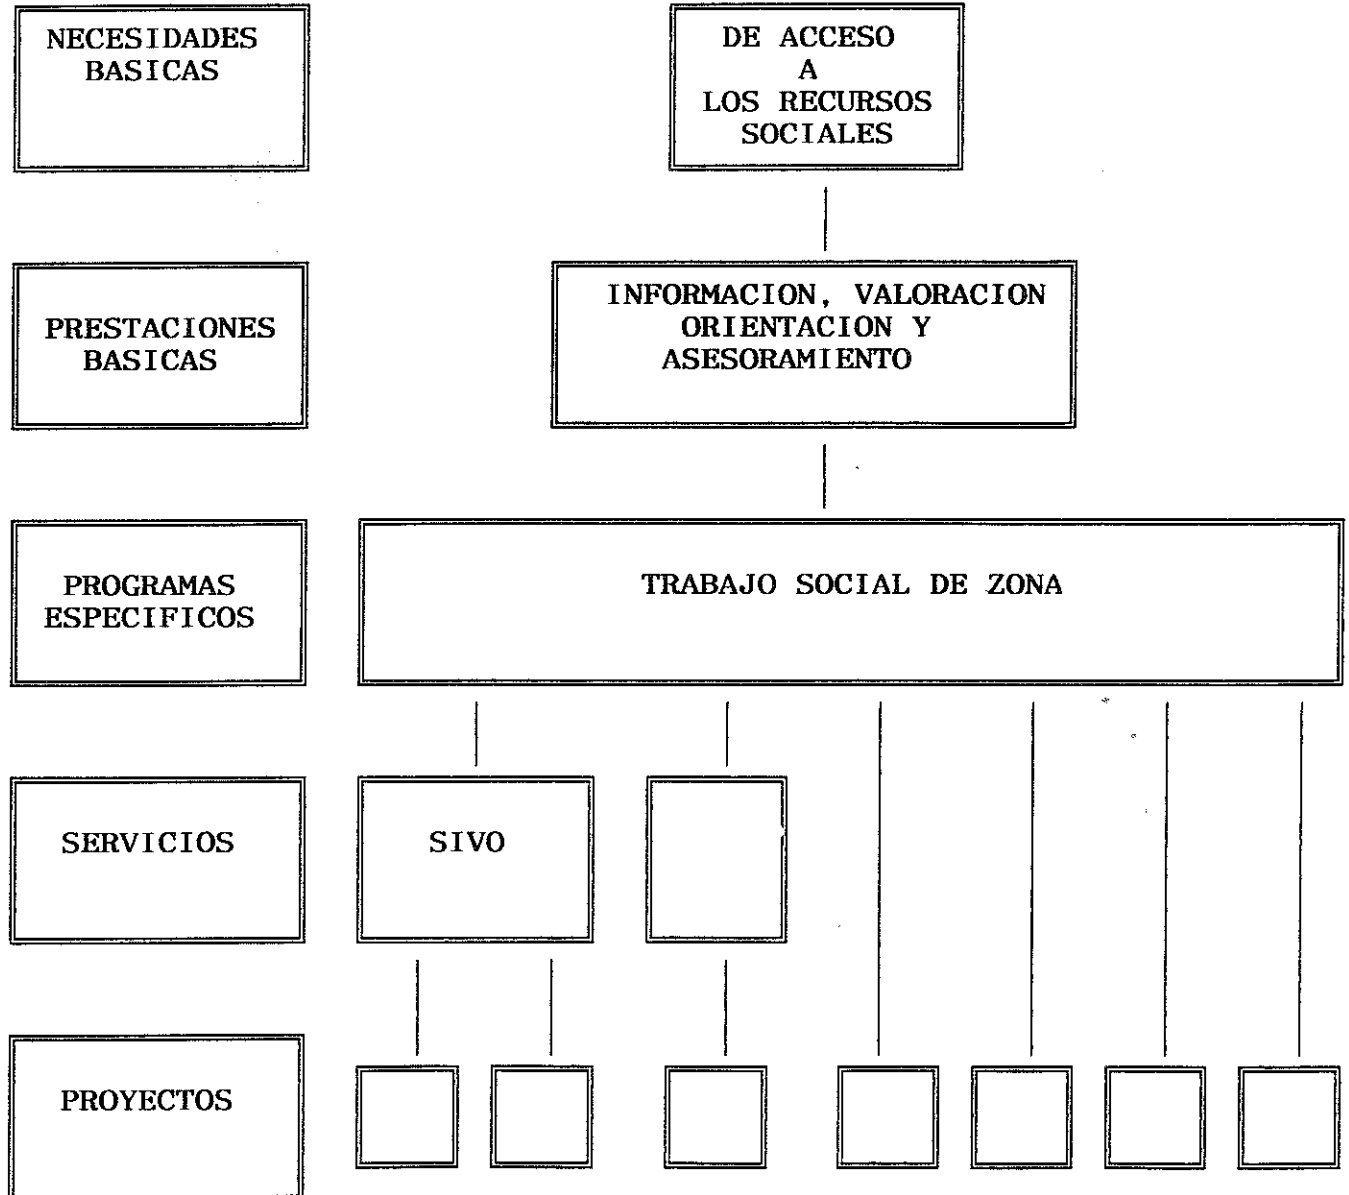 NECESIDADES
BASICAS
DE ACCESO
A
LOS RECURSOS
SOCIALES
PRESTACIONES
BASICAS
INFORMACION, VALORACION
ORIENTACION Y
ASESORAMIENTO
PROGRAMAS
ESPECIFICOS
TRABAJO SOCIAL DE ZONA
SERVICIOS
SIVO
PROYECTOS